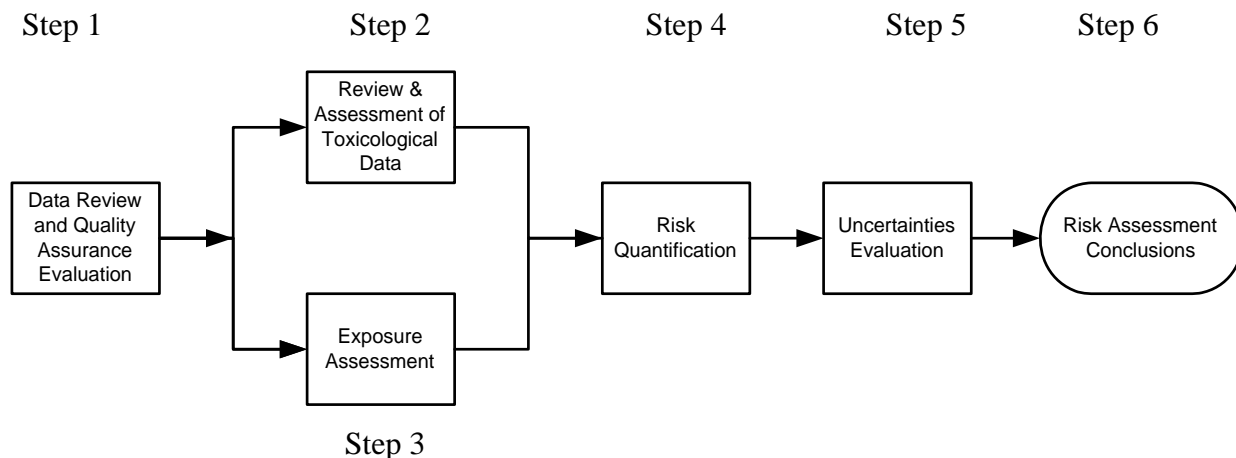 Step 1
Step 2
Step 4
Step 5
Step 6
Review &
Assessment of
Toxicological
Data
Data Review
and Quality
Assurance
Evaluation
Risk
Quantification
Uncertainties
Evaluation
Risk Assessment
Conclusions
Exposure
Assessment
Step 3